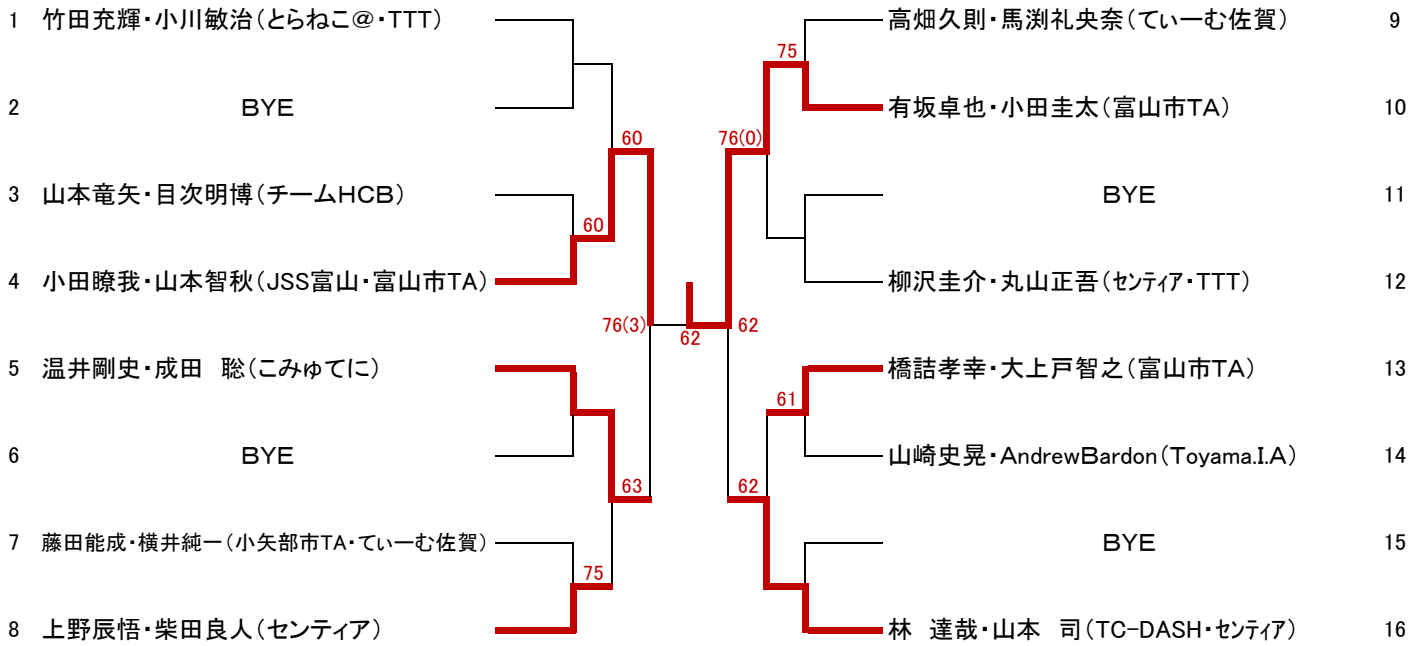 1 竹田充輝・小川敏治(とらねこ@・TTT)
2 BYE
3 山本竜矢・目次明博(チームHCB)
4 小田瞭我・山本智秋(JSS富山・富山市TA)
5 温井剛史・成田　聡(こみゅてに)
6 BYE
7 藤田能成・横井純一(小矢部市TA・てぃーむ佐賀)
8 上野辰悟・柴田良人(センティア)
60
60
76(3)
63
75
62
75
76(0)
62
61
62
高畑久則・馬渕礼央奈(てぃーむ佐賀) 9
有坂卓也・小田圭太(富山市TA) 10
BYE 11
柳沢圭介・丸山正吾(センティア・TTT) 12
橋詰孝幸・大上戸智之(富山市TA) 13
山崎史晃・AndrewBardon(Toyama.I.A) 14
BYE 15
林　達哉・山本　司(TC-DASH・センティア) 16